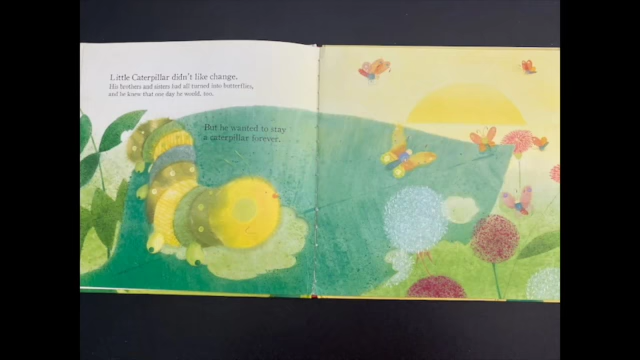 Little Caterpillar didn't like change.
His brothers and sisters had all turned into butterflies,
and he knew that one day he would, too.
But he wanted to stay
a caterpillar forever.